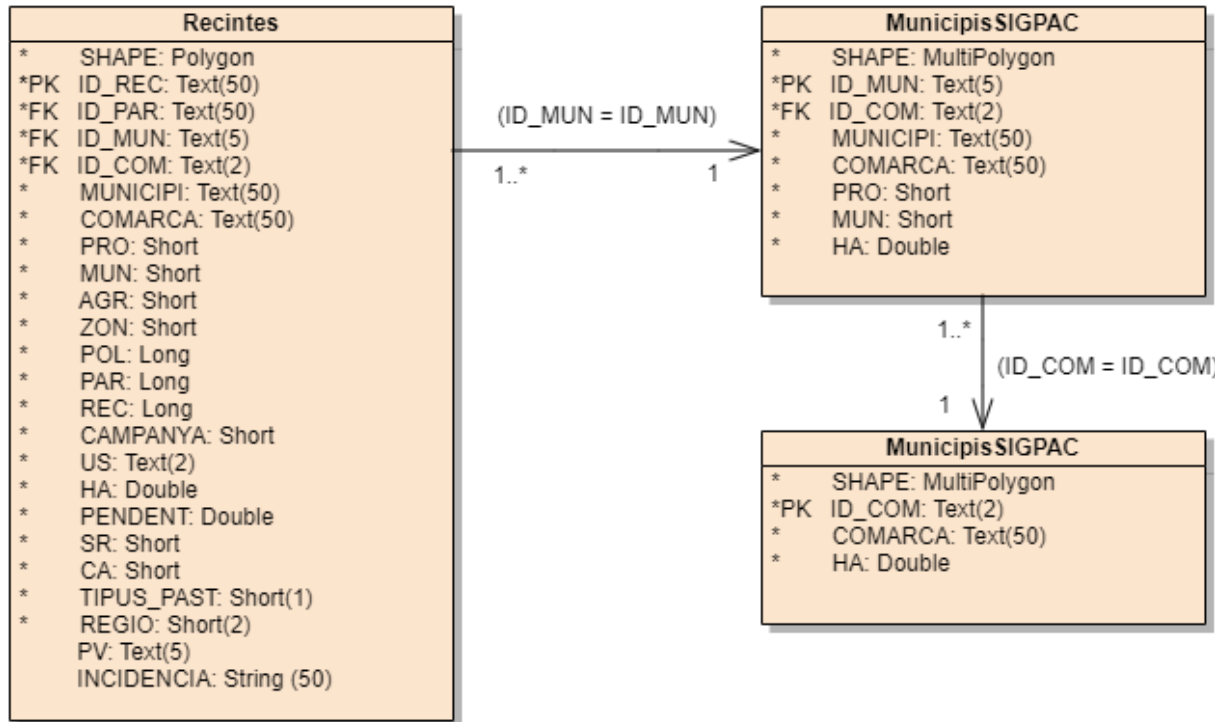 Recintes
* SHAPE: Polygon
*PK ID_REC: Text(50)
*FK ID_PAR: Text(50)
*FK ID_MUN: Text(5)
*FK ID_COM: Text(2)
* MUNICIPI: Text(50)
* COMARCA: Text(50)
* PRO: Short
* MUN: Short
* AGR: Short
* ZON: Short
* POL: Long
* PAR: Long
* REC: Long
* CAMPANYA: Short
* US: Text(2)
* HA: Double
* PENDENT: Double
* SR: Short
* CA: Short
* TIPUS_PAST: Short(1)
* REGIO: Short(2)
PV: Text(5)
INCIDENCIA: String (50)
(ID_MUN = ID_MUN)
1..* 1
MunicipisSIGPAC
* SHAPE: MultiPolygon
*PK ID_MUN: Text(5)
*FK ID_COM: Text(2)
* MUNICIPI: Text(50)
* COMARCA: Text(50)
* PRO: Short
* MUN: Short
* HA: Double
1..*
(ID_COM = ID_COM)
1
MunicipisSIGPAC
* SHAPE: MultiPolygon
*PK ID_COM: Text(2)
* COMARCA: Text(50)
* HA: Double